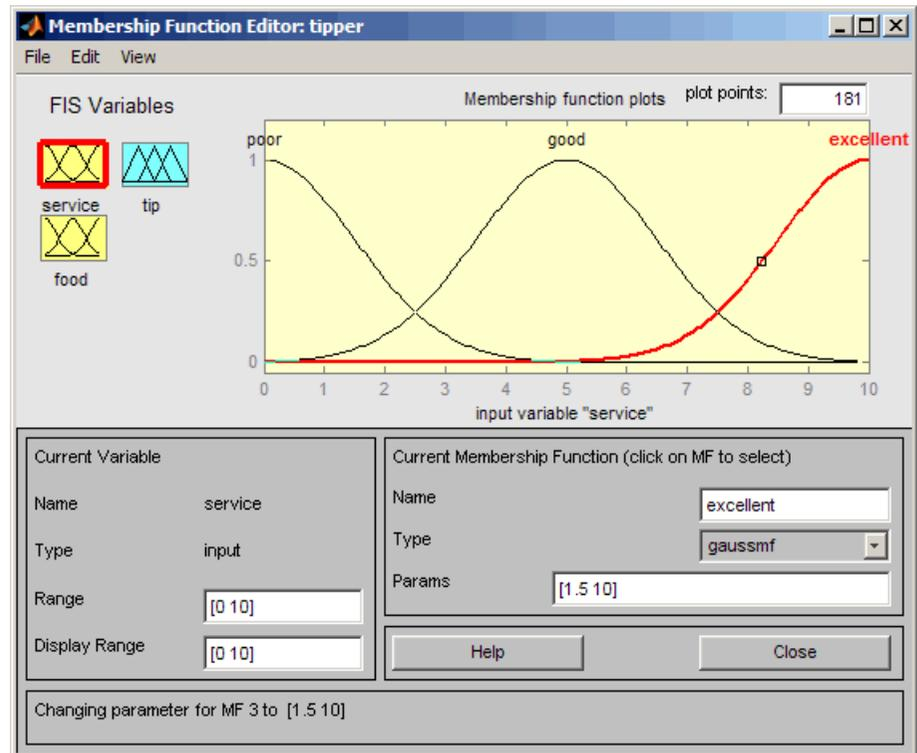 Membership Function Editor: tipper
File Edit View
FIS Variables
service
tip
food
Membership function plots
plot points:
181
poor
good
excellent
1
0.5
0
0 1 2 3 4 5 6 7 8 9 10
input variable "service"
Current Variable
Name service
Type input
Range [0 10]
Display Range [0 10]
Current Membership Function (click on MF to select)
Name excellent
Type gaussmf
Params [1.5 10]
Help
Close
Changing parameter for MF 3 to [1.5 10]